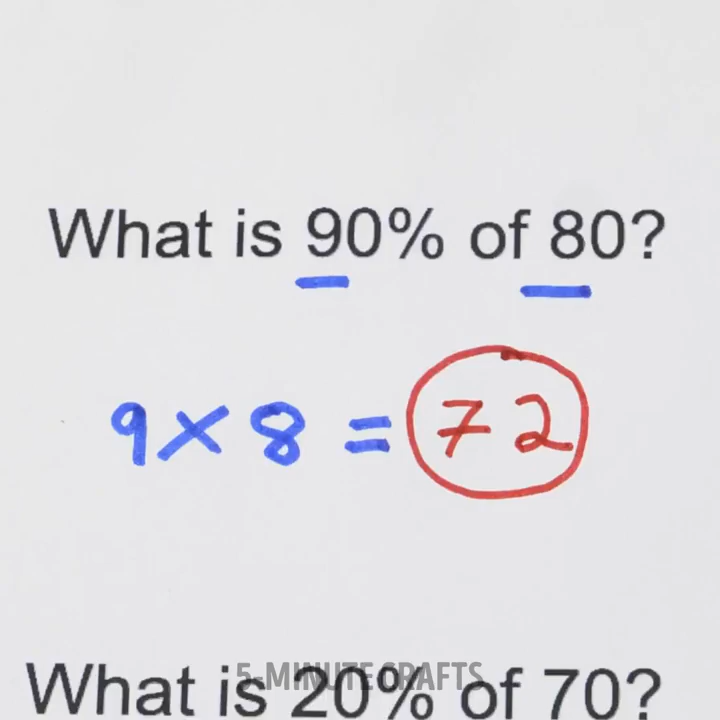 What is 90% of 80?
9 × 8 = 72
What is 20% of 70?
5-MINUTE CRAFTS